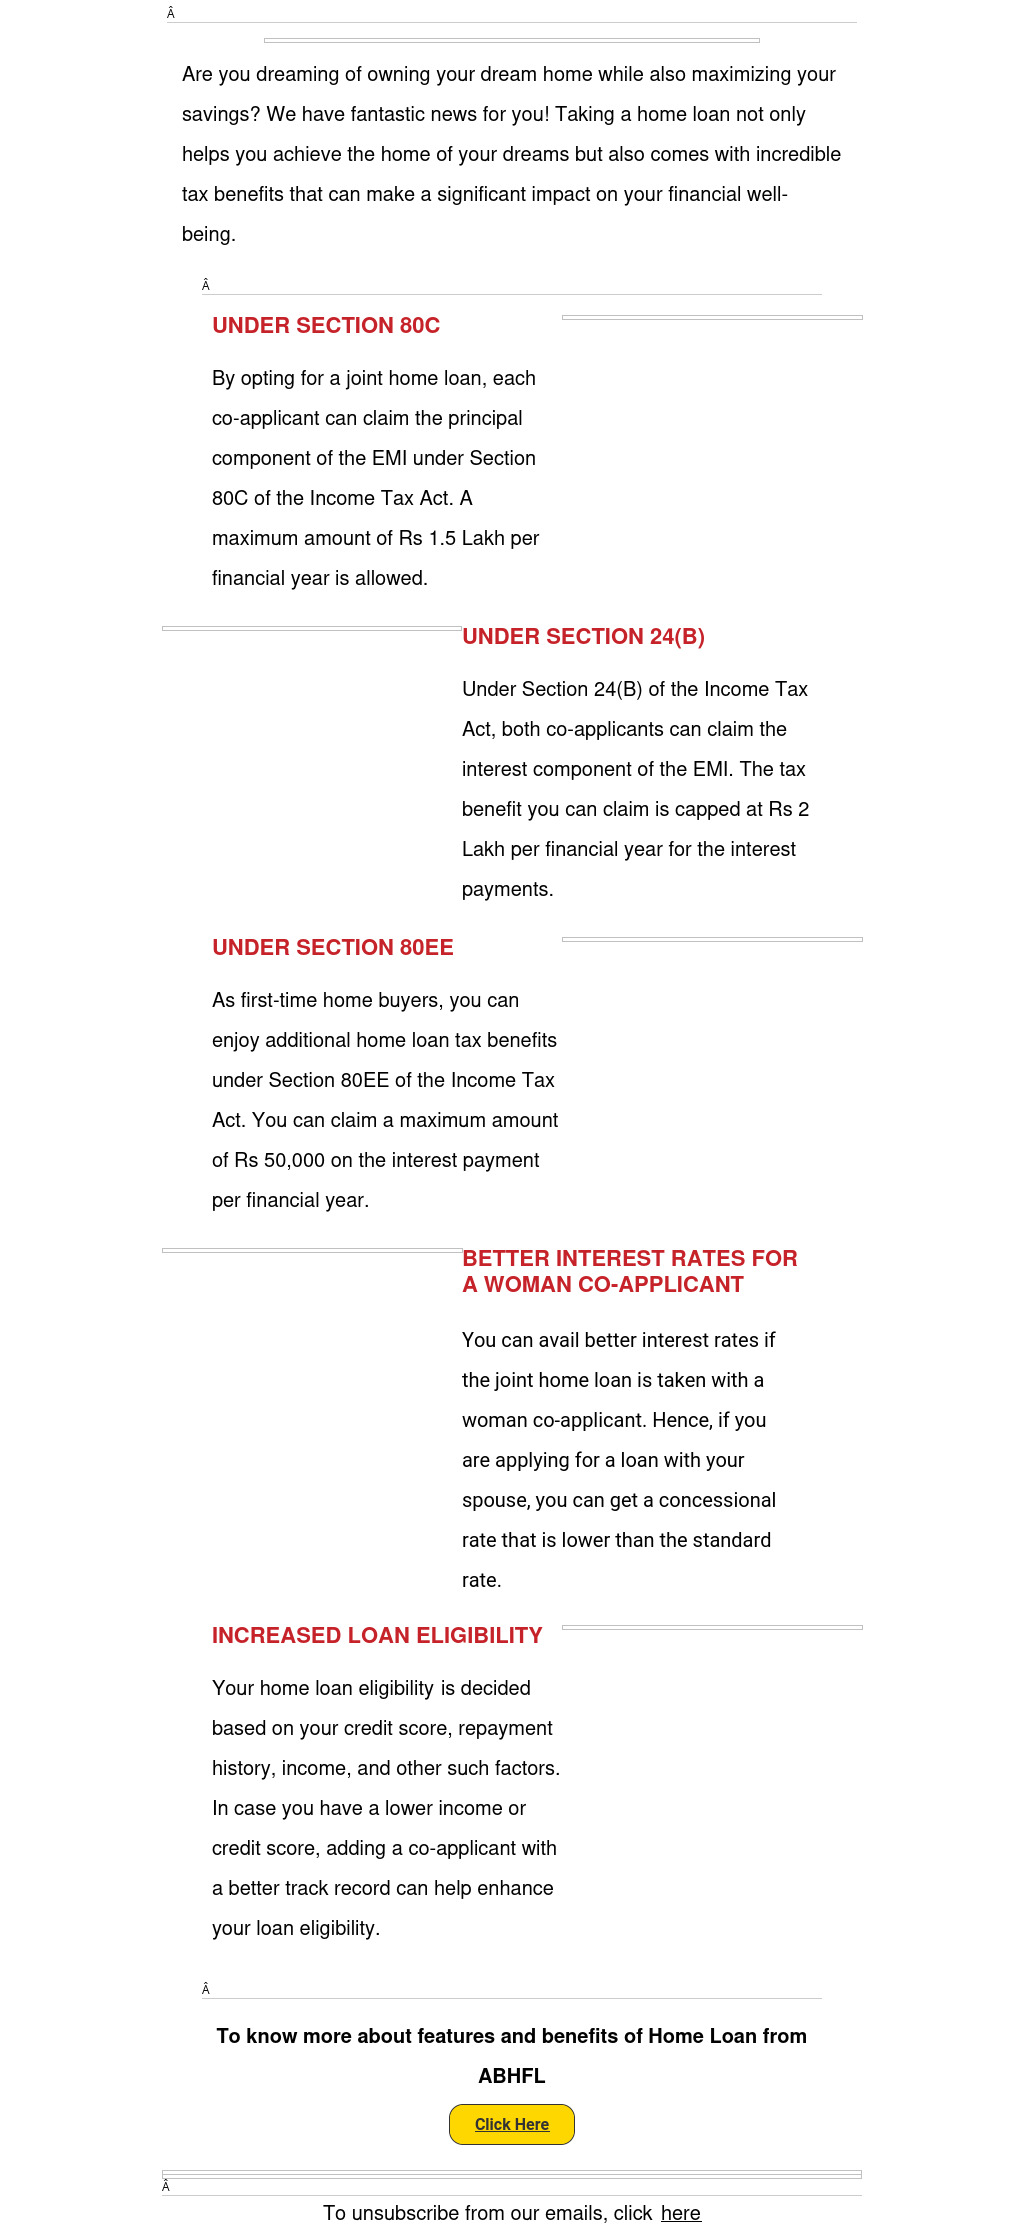 Â
Are you dreaming of owning your dream home while also maximizing your
savings? We have fantastic news for you! Taking a home loan not only
helps you achieve the home of your dreams but also comes with incredible
tax benefits that can make a significant impact on your financial well-
being.
Â
UNDER SECTION 80C
By opting for a joint home loan, each
co-applicant can claim the principal
component of the EMI under Section
80C of the Income Tax Act. A
maximum amount of Rs 1.5 Lakh per
financial year is allowed.
UNDER SECTION 24(B)
Under Section 24(B) of the Income Tax
Act, both co-applicants can claim the
interest component of the EMI. The tax
benefit you can claim is capped at Rs 2
Lakh per financial year for the interest
payments.
UNDER SECTION 80EE
As first-time home buyers, you can
enjoy additional home loan tax benefits
under Section 80EE of the Income Tax
Act. You can claim a maximum amount
of Rs 50,000 on the interest payment
per financial year.
BETTER INTEREST RATES FOR
A WOMAN CO-APPLICANT
You can avail better interest rates if
the joint home loan is taken with a
woman co-applicant. Hence, if you
are applying for a loan with your
spouse, you can get a concessional
rate that is lower than the standard
rate.
INCREASED LOAN ELIGIBILITY
Your home loan eligibility is decided
based on your credit score, repayment
history, income, and other such factors.
In case you have a lower income or
credit score, adding a co-applicant with
a better track record can help enhance
your loan eligibility.
Â
To know more about features and benefits of Home Loan from
ABHFL
Click Here
Â
To unsubscribe from our emails, click here